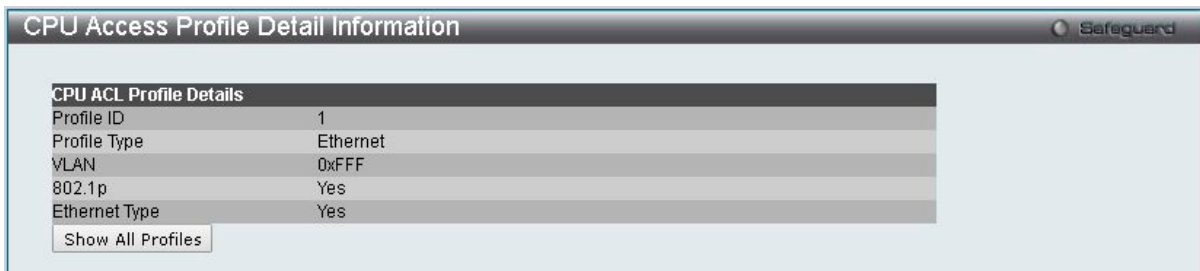 CPU Access Profile Detail Information
Safeguard
CPU ACL Profile Details
Profile ID 1
Profile Type Ethernet
VLAN 0xFFF
802.1p Yes
Ethernet Type Yes
Show All Profiles